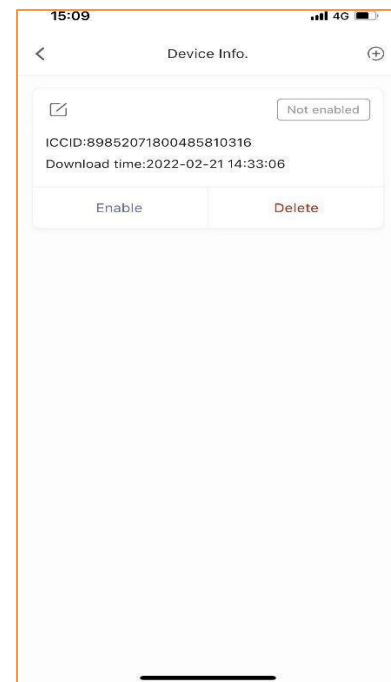 15:09 4G
Device Info.
Not enabled
ICCID:89852071800485810316
Download time:2022-02-21 14:33:06
Enable Delete